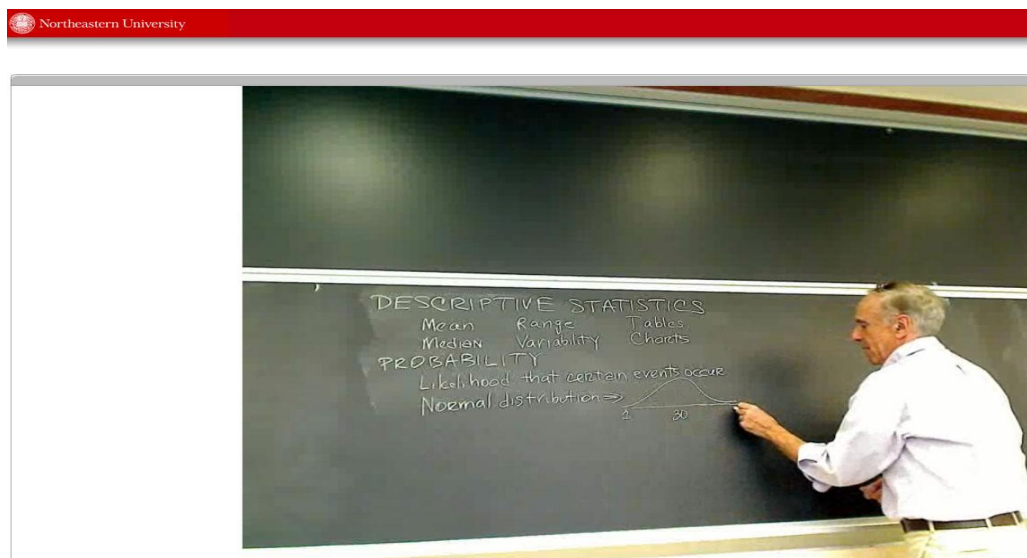 Northeastern University
DESCRIPTIVE STATISTICS
Mean Range Tables
Median Variability Charts
PROBABILITY
Likelihood that certain events occur
Normal distribution ⇒
1 30